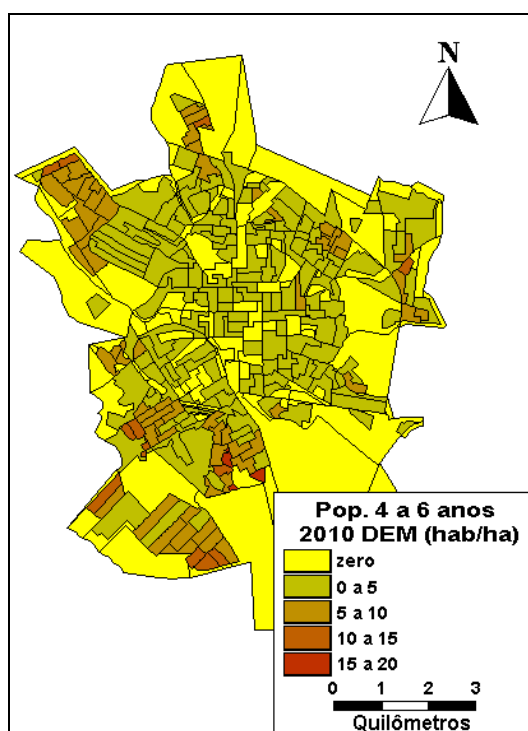 N
Pop. 4 a 6 anos
2010 DEM (hab/ha)
zero
0 a 5
5 a 10
10 a 15
15 a 20
0 1 2 3
Quilômetros